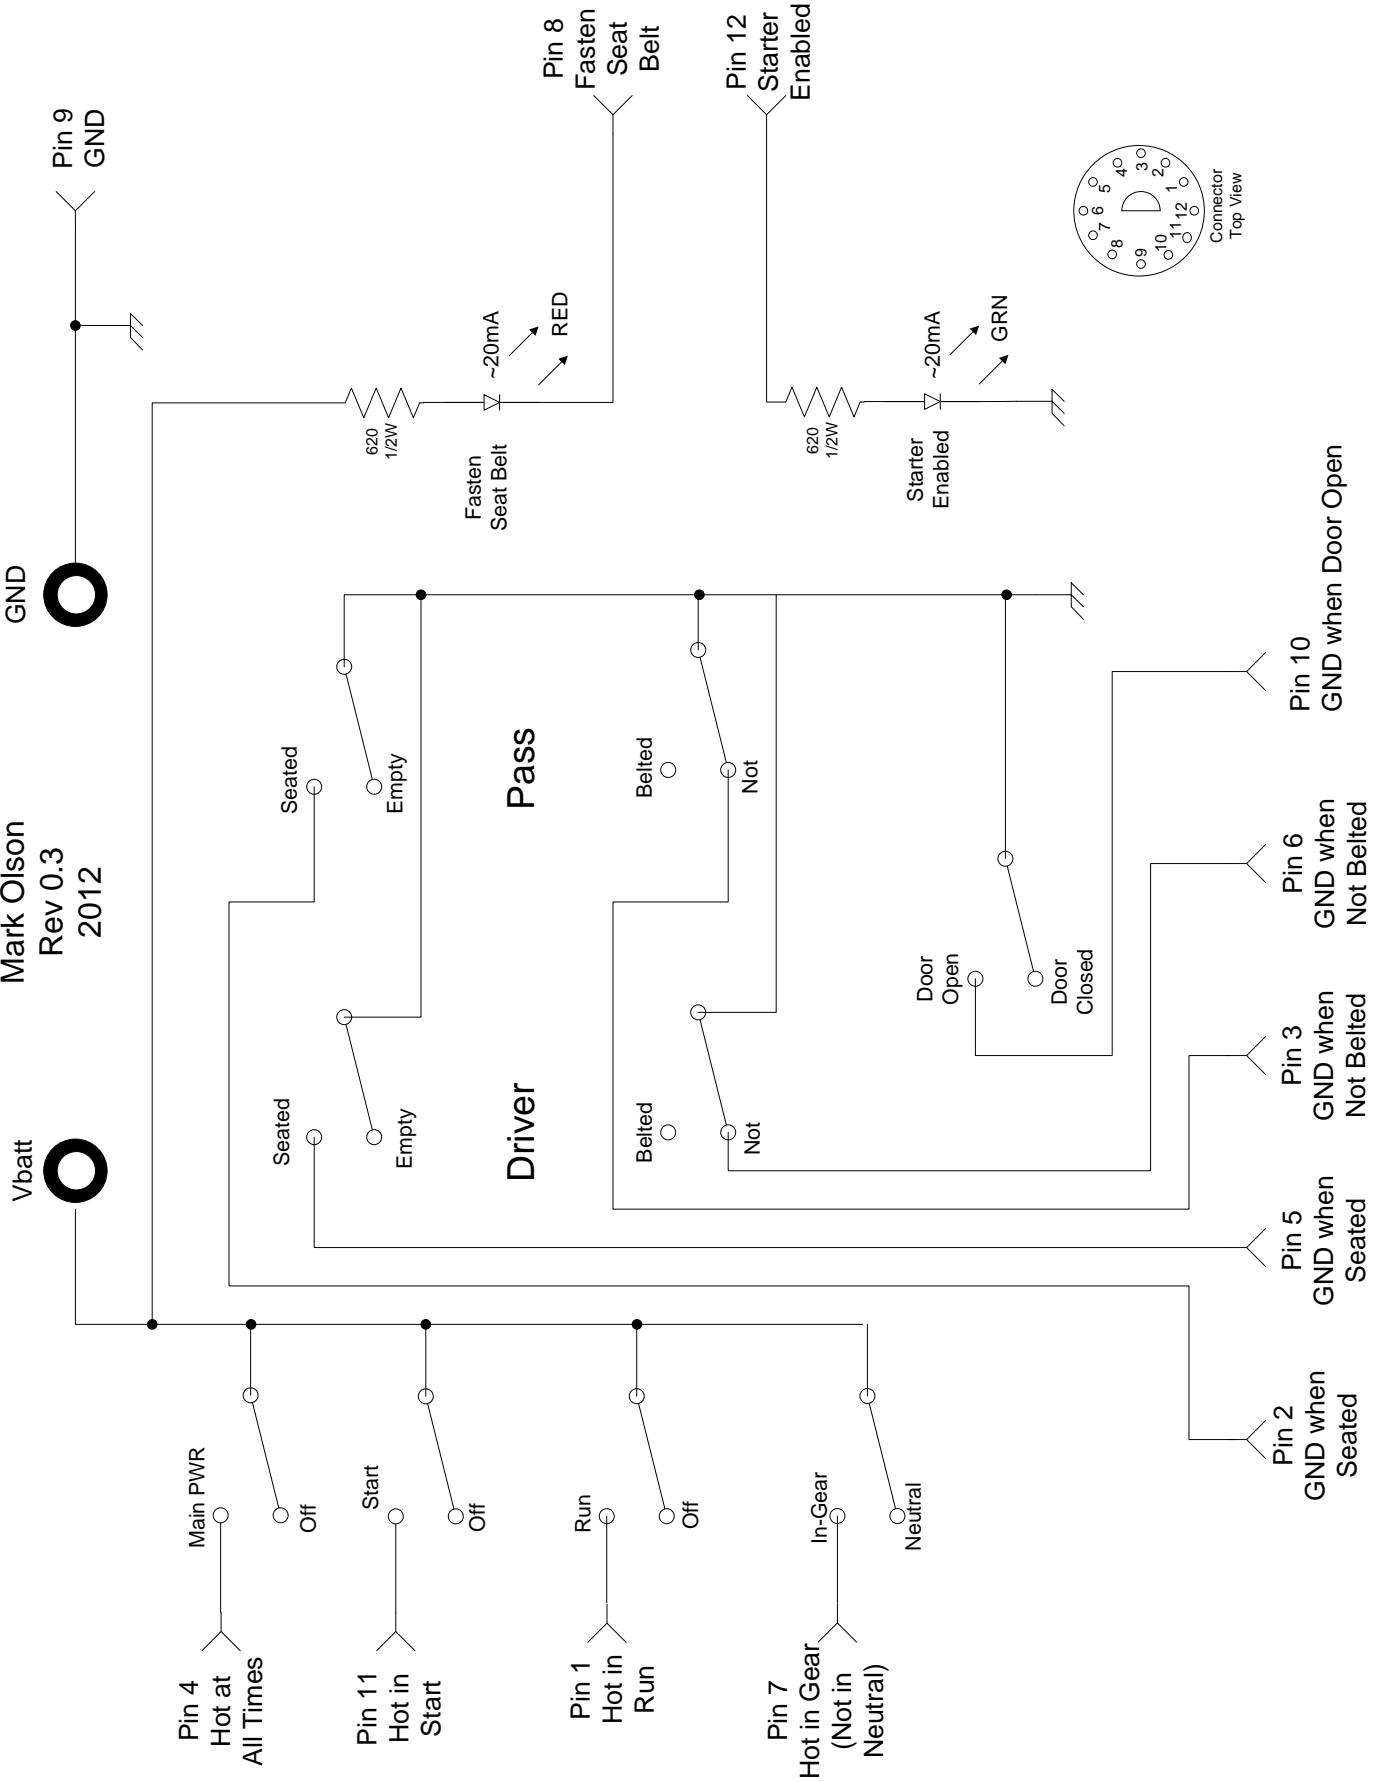 Mark Olson
Rev 0.3
2012
Vbatt
GND
Pin 9
GND
Pin 4
Hot at
All Times
Main PWR
Off
Pin 11
Hot in
Start
Start
Off
Pin 1
Hot in
Run
Run
Off
Pin 7
Hot in Gear
(Not in
Neutral)
In-Gear
Neutral
Seated
Empty
Seated
Empty
Driver
Pass
Belted
Not
Belted
Not
Door
Open
Door
Closed
620
1/2W
Fasten
Seat Belt
~20mA
RED
Pin 8
Fasten
Seat
Belt
620
1/2W
Starter
Enabled
~20mA
GRN
Pin 12
Starter
Enabled
Pin 2
GND when
Seated
Pin 5
GND when
Seated
Pin 3
GND when
Not Belted
Pin 6
GND when
Not Belted
Pin 10
GND when Door Open
1
2
3
4
5
6
7
8
9
10
11
12
Connector
Top View